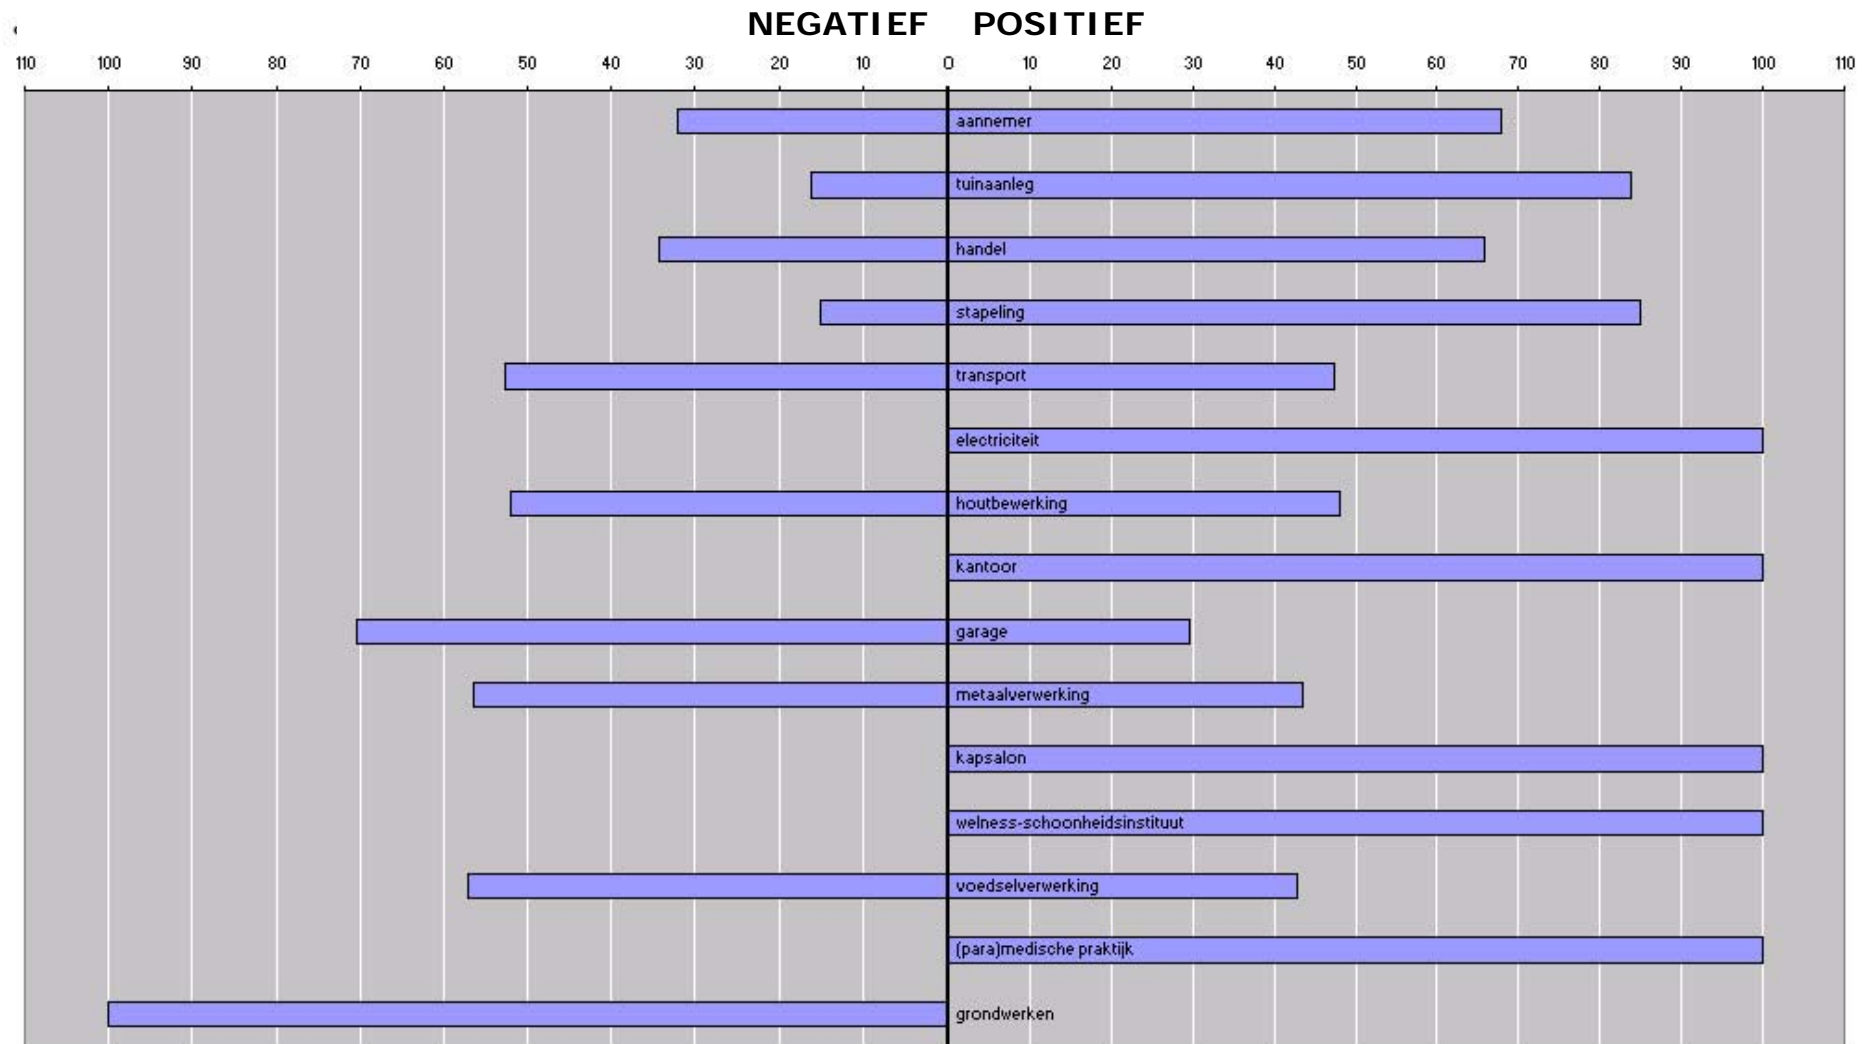 NEGATIEF POSITIEF
110 100 90 80 70 60 50 40 30 20 10 0 10 20 30 40 50 60 70 80 90 100 110
aannemer
tuinaanleg
handel
stapeling
transport
electriciteit
houtbewerking
kantoor
garage
metaalverwerking
kapsalon
welness-schoonheidsinstituut
voedselverwerking
(para)medische praktijk
grondwerken